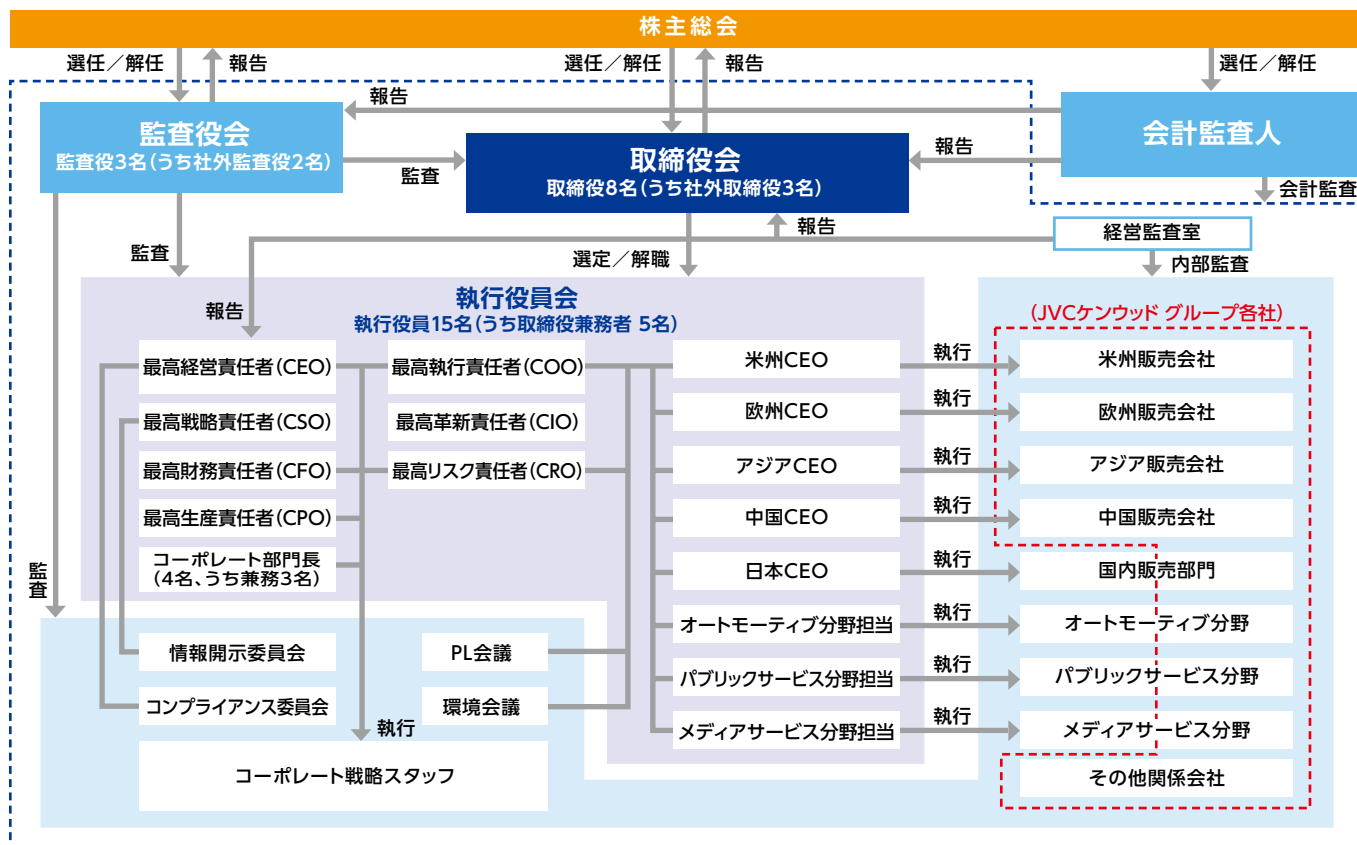 株主総会
選任／解任
報告
選任／解任
報告
選任／解任
報告
監査役会
監査役3名（うち社外監査役2名）
会計監査人
取締役会
取締役8名（うち社外取締役3名）
監査
報告
会計監査
報告
経営監査室
監査
選定／解職
内部監査
報告
執行役員会
執行役員15名（うち取締役兼務者 5名）
（JVCケンウッド グループ各社）
最高経営責任者（CEO）
最高執行責任者（COO）
米州CEO
執行
米州販売会社
最高戦略責任者（CSO）
最高革新責任者（CIO）
欧州CEO
執行
欧州販売会社
最高財務責任者（CFO）
最高リスク責任者（CRO）
アジアCEO
執行
アジア販売会社
最高生産責任者（CPO）
中国CEO
執行
中国販売会社
コーポレート部門長
（4名、うち兼務3名）
日本CEO
執行
国内販売部門
監査
オートモーティブ分野担当
執行
オートモーティブ分野
情報開示委員会
PL会議
パブリックサービス分野担当
執行
パブリックサービス分野
コンプライアンス委員会
環境会議
メディアサービス分野担当
執行
メディアサービス分野
執行
コーポレート戦略スタッフ
その他関係会社